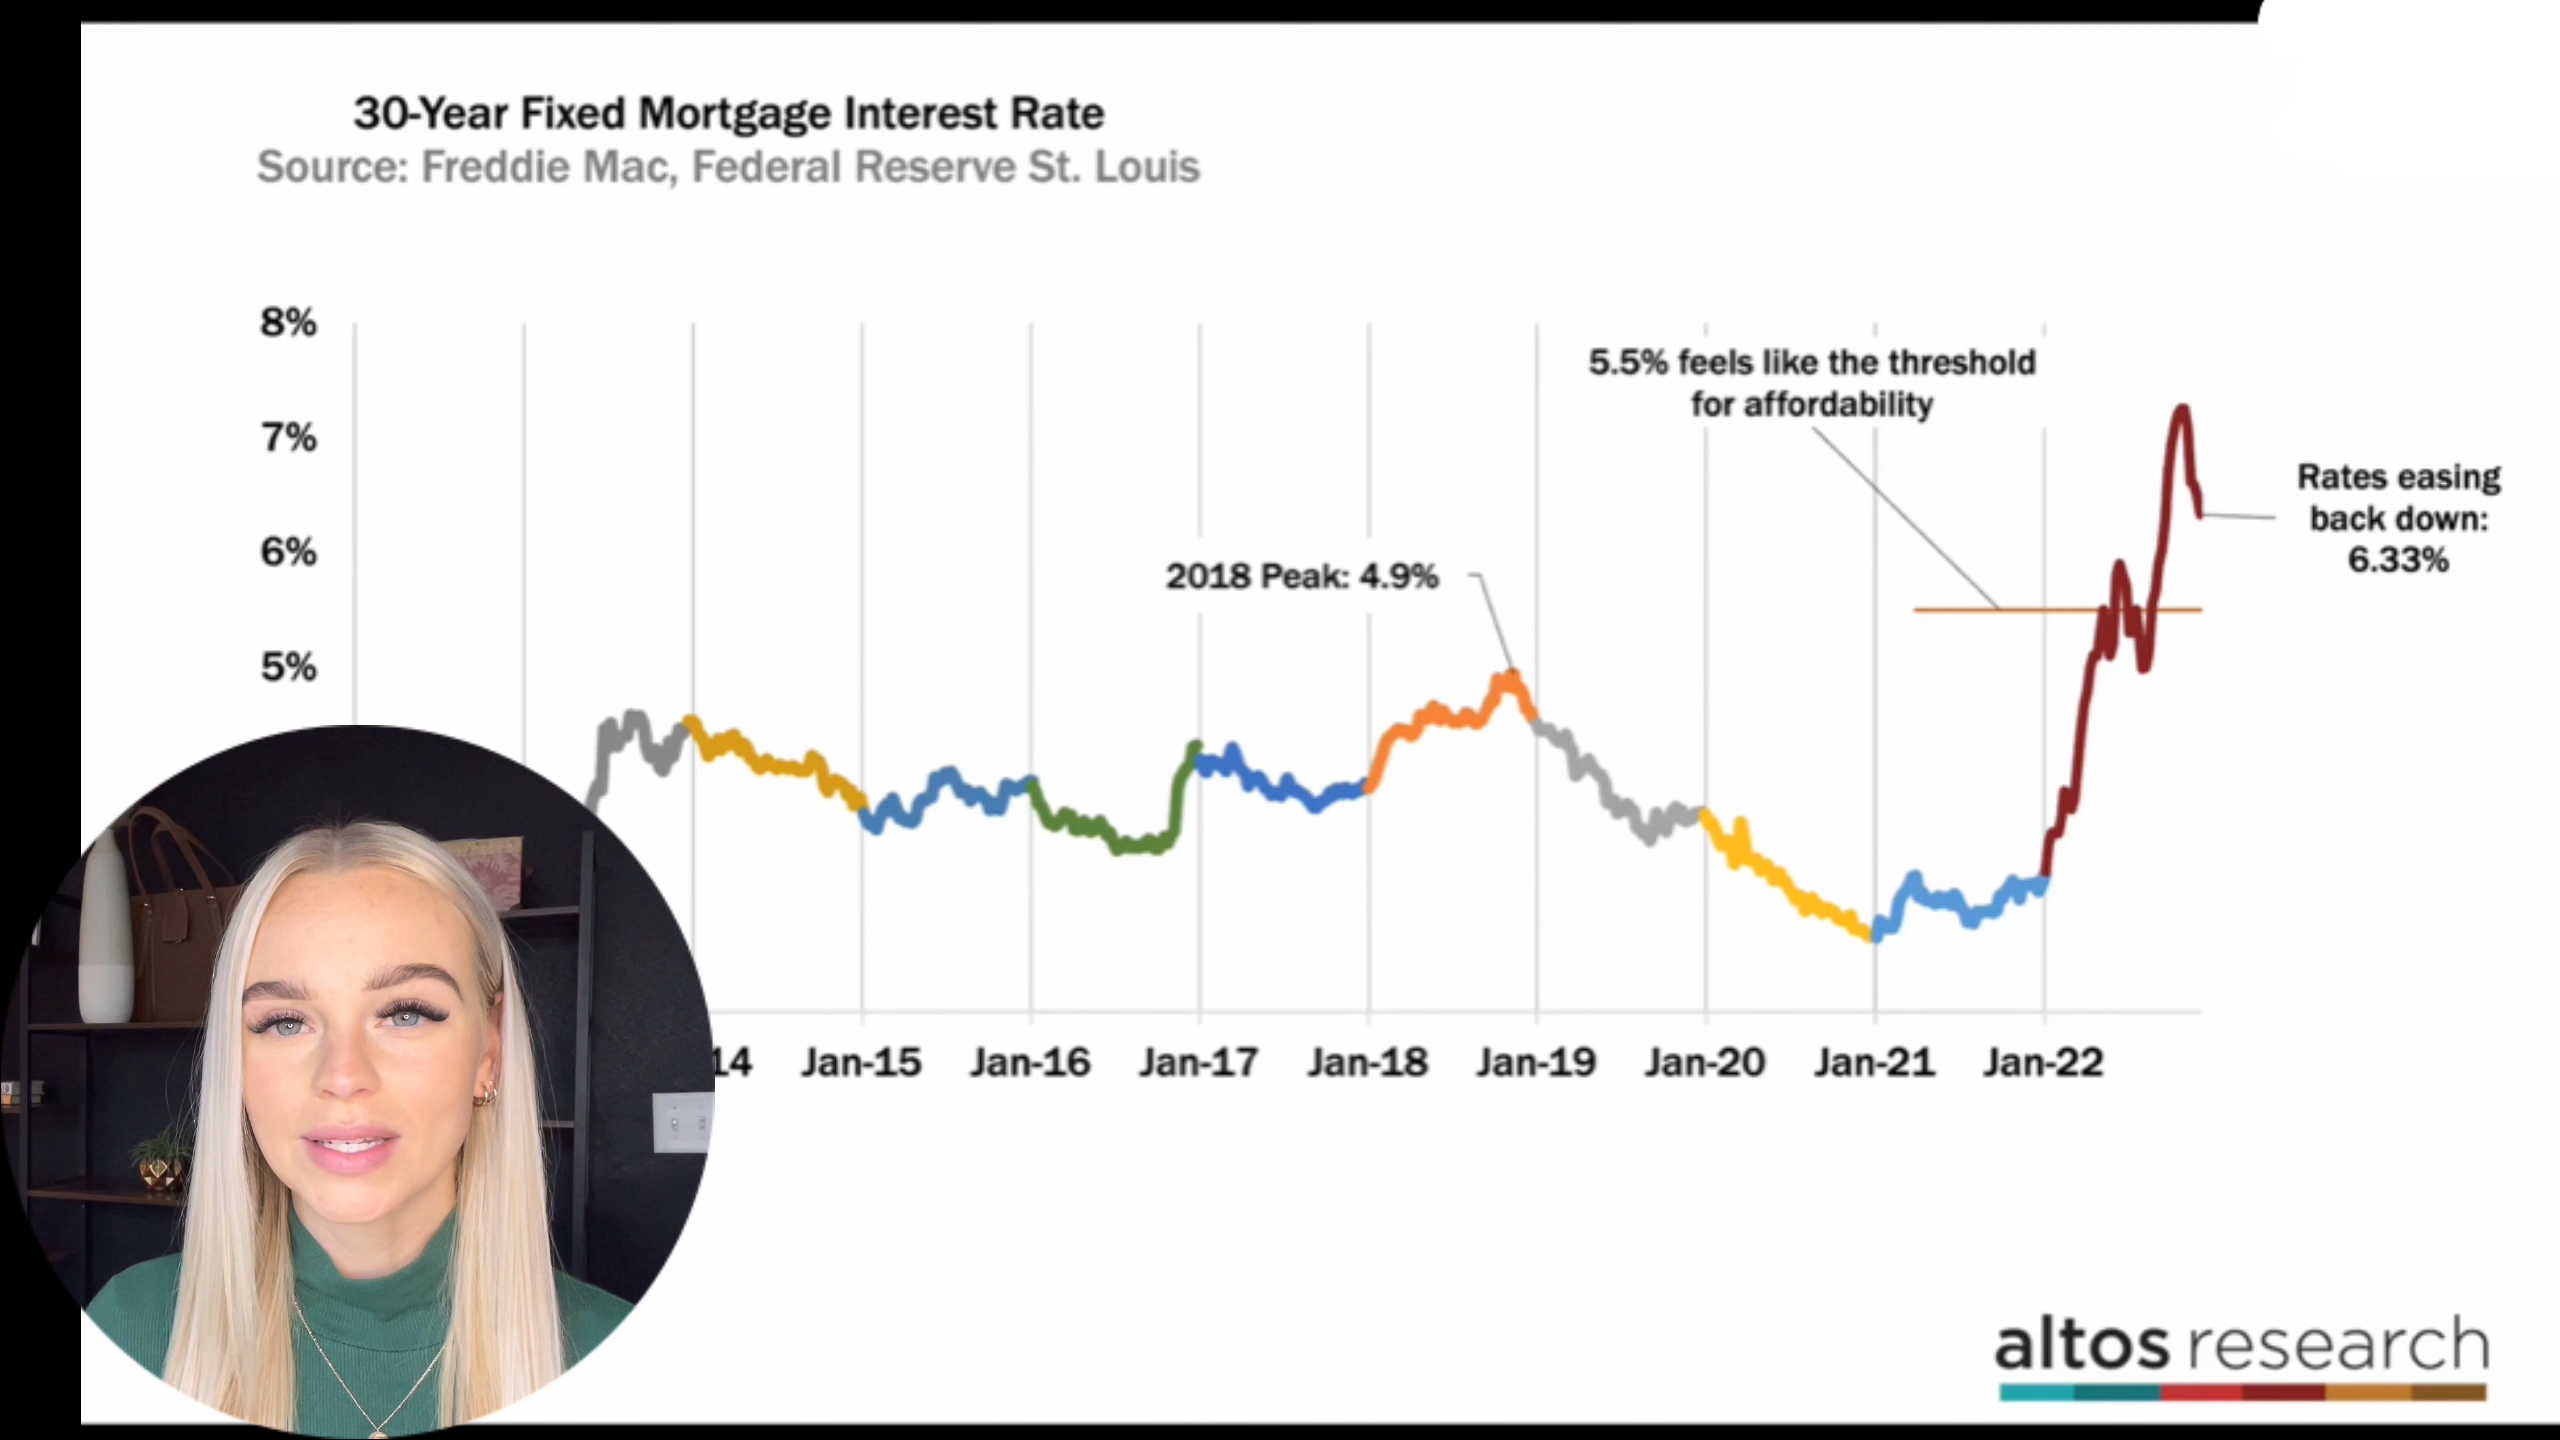 30-Year Fixed Mortgage Interest Rate
Source: Freddie Mac, Federal Reserve St. Louis
8%
7%
6%
5%
5.5% feels like the threshold
for affordability
Rates easing
back down:
6.33%
2018 Peak: 4.9%
14 Jan-15 Jan-16 Jan-17 Jan-18 Jan-19 Jan-20 Jan-21 Jan-22
altos research